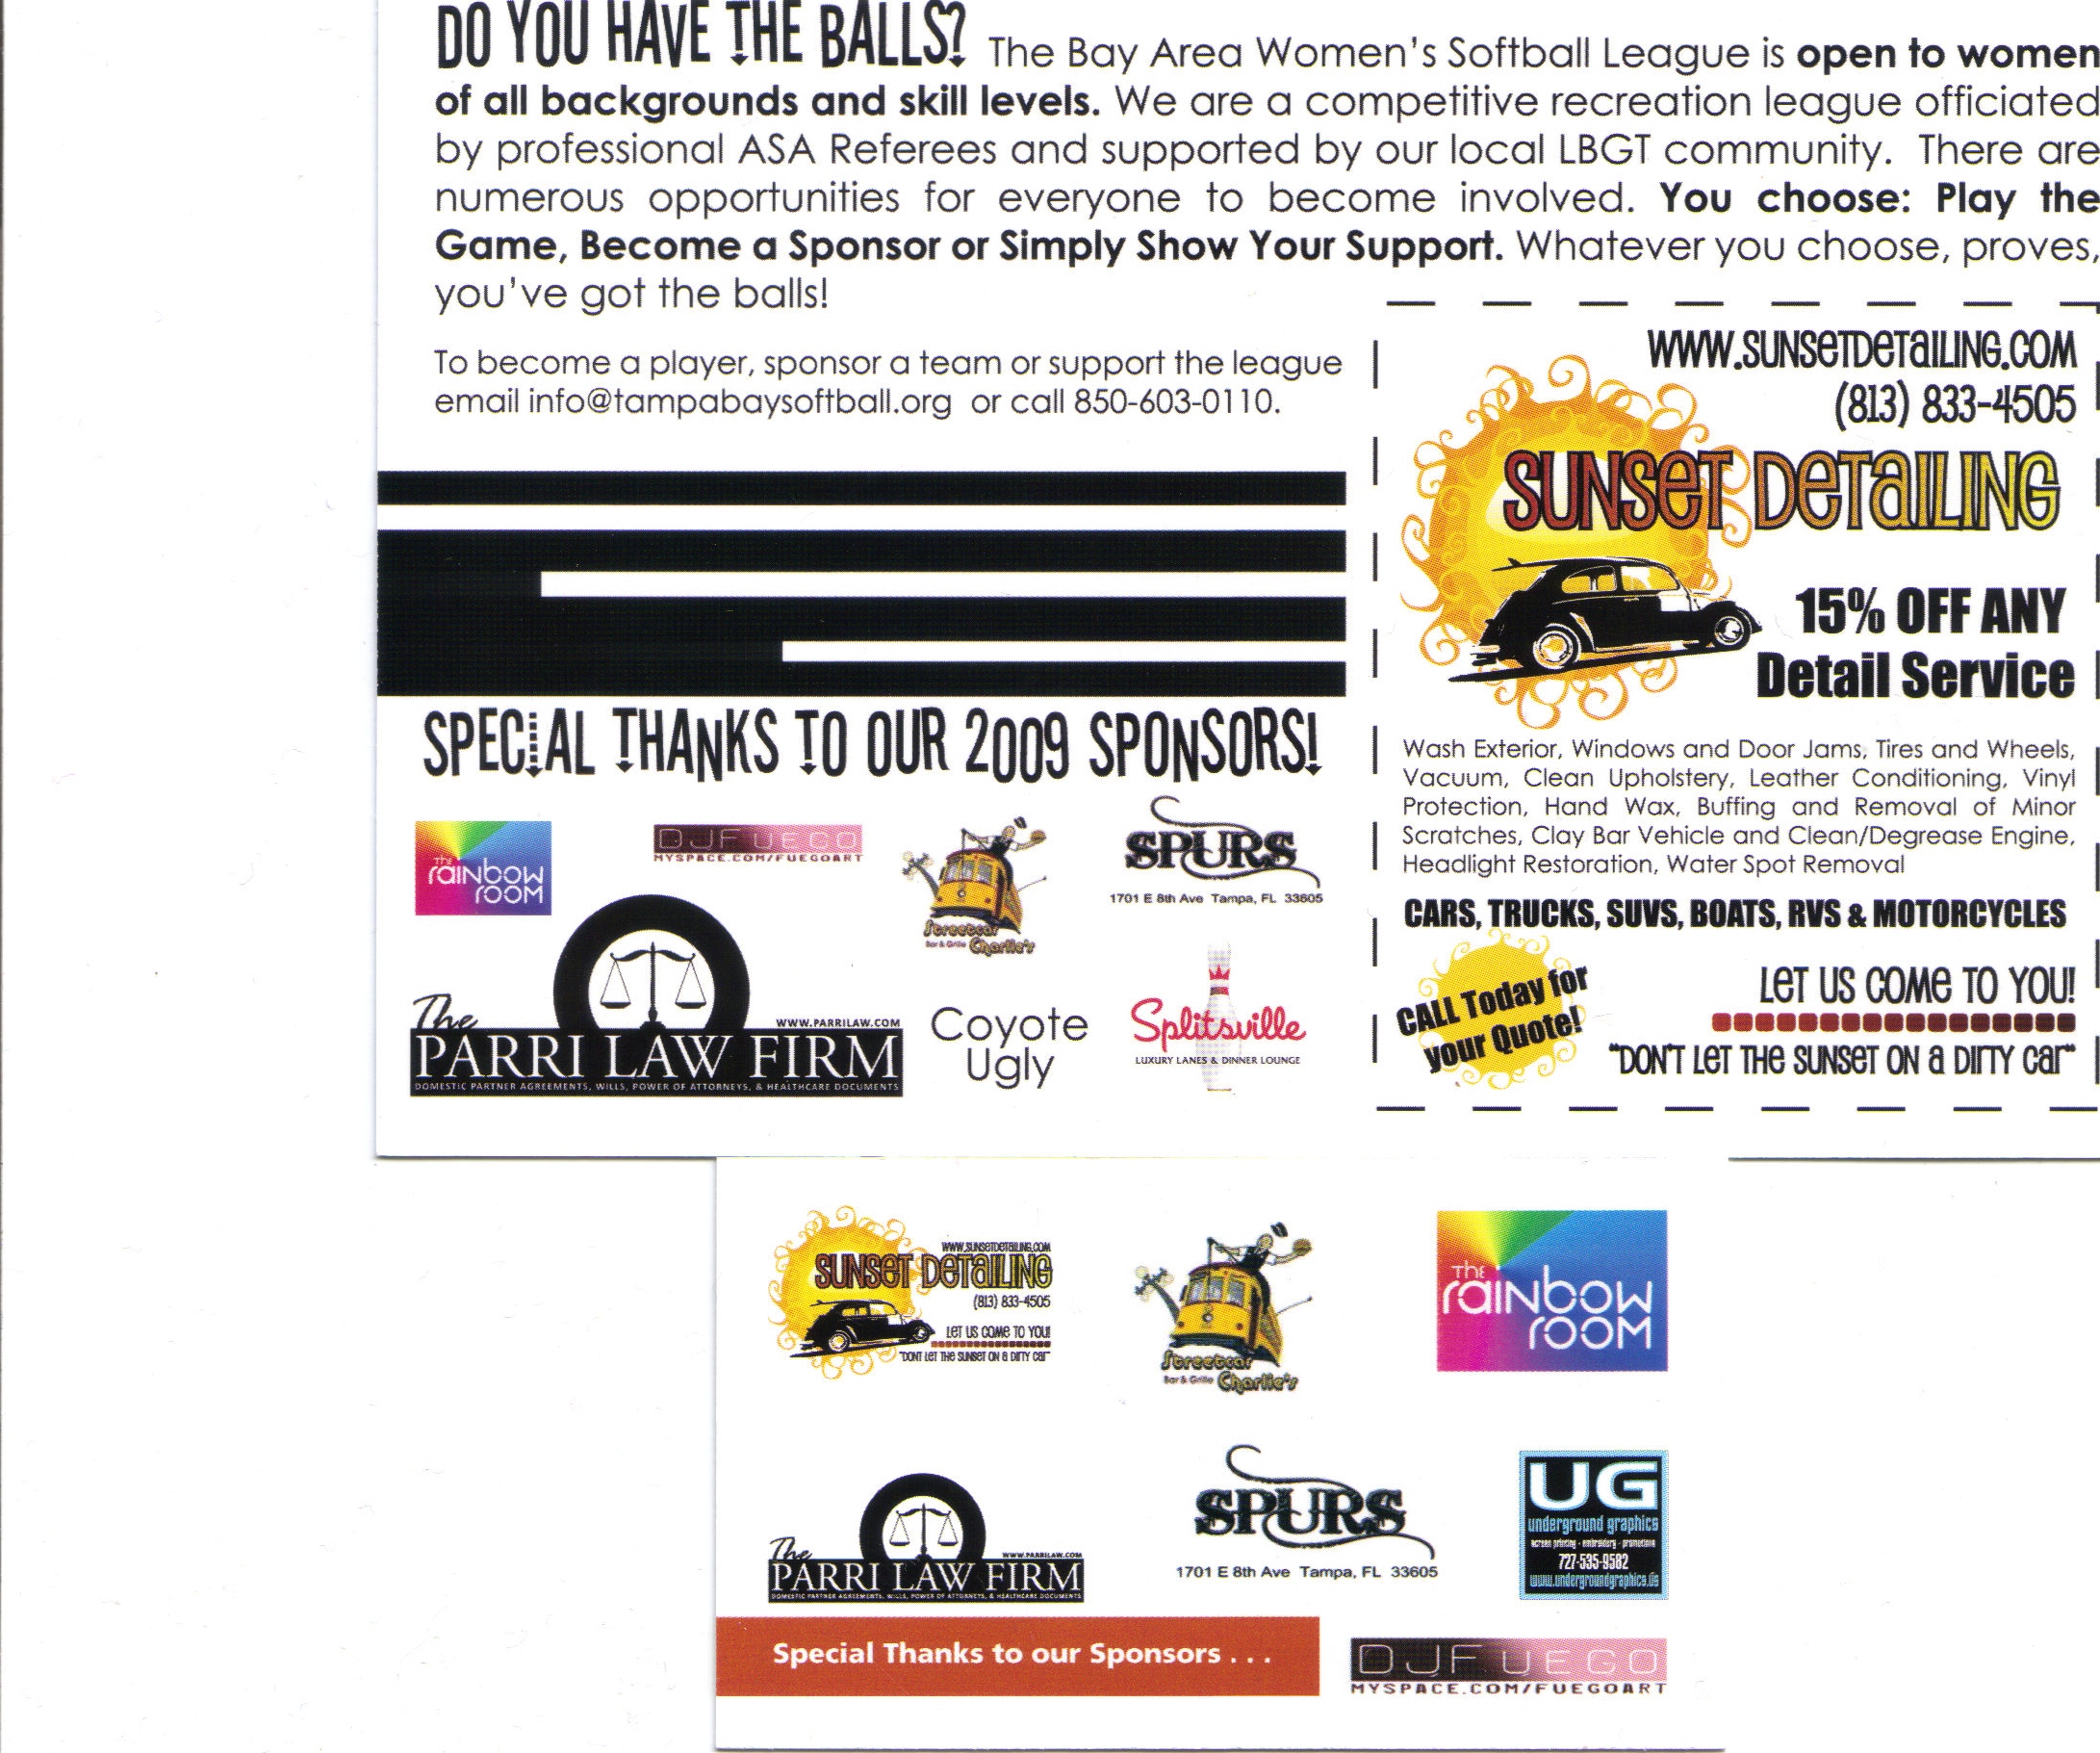 DO YOU HAVE THE BALLS? The Bay Area Women's Softball League is open to women
of all backgrounds and skill levels. We are a competitive recreation league officiated
by professional ASA Referees and supported by our local LBGT community. There are
numerous opportunities for everyone to become involved. You choose: Play the
Game, Become a Sponsor or Simply Show Your Support. Whatever you choose, proves,
you've got the balls!
To become a player, sponsor a team or support the league
email info@tampabaysoftball.org or call 850-603-0110.
SPECIAL THANKS TO OUR 2009 SPONSORS!
the rainbow
room
DJ FUEGO
MYSPACE.COM/FUEGOART
Streetcar
Bar & Grille Charlie's
SPURS
1701 E 8th Ave Tampa, FL 33605
The
WWW.PARRILAW.COM
PARRI LAW FIRM
DOMESTIC PARTNER AGREEMENTS, WILLS, POWER OF ATTORNEYS, & HEALTHCARE DOCUMENTS
Coyote
Ugly
Splitsville
LUXURY LANES & DINNER LOUNGE
WWW.SUNSETDETAILING.COM
(813) 833-4505
SUNSET DETAILING
15% OFF ANY
Detail Service
Wash Exterior, Windows and Door Jams, Tires and Wheels,
Vacuum, Clean Upholstery, Leather Conditioning, Vinyl
Protection, Hand Wax, Buffing and Removal of Minor
Scratches, Clay Bar Vehicle and Clean/Degrease Engine,
Headlight Restoration, Water Spot Removal
CARS, TRUCKS, SUVS, BOATS, RVS & MOTORCYCLES
CALL Today for
your Quote!
LET US COME TO YOU!
"DON'T LET THE SUNSET ON A DIRTY CAR"
WWW.SUNSETDETAILING.COM
SUNSET DETAILING
(813) 833-4505
LET US COME TO YOU!
"DON'T LET THE SUNSET ON A DIRTY CAR"
Streetcar
Bar & Grille Charlie's
the
rainbow
room
The
WWW.PARRILAW.COM
PARRI LAW FIRM
DOMESTIC PARTNER AGREEMENTS, WILLS, POWER OF ATTORNEYS, & HEALTHCARE DOCUMENTS
SPURS
1701 E 8th Ave Tampa, FL 33605
UG
underground graphics
screen printing - embroidery - promotions
727-535-9582
www.undergroundgraphics.us
Special Thanks to our Sponsors . . .
DJ FUEGO
MYSPACE.COM/FUEGOART